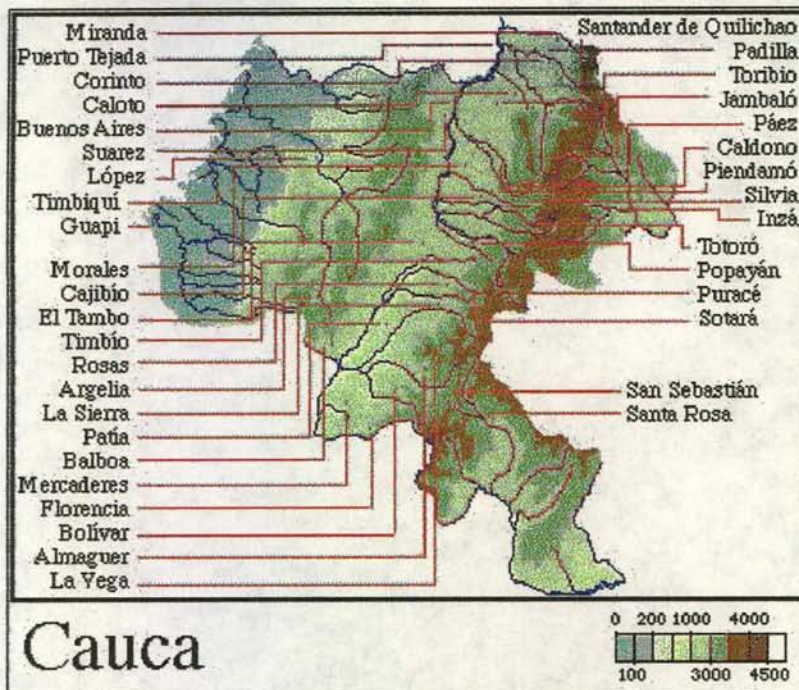 Miranda
Puerto Tejada
Corinto
Caloto
Buenos Aires
Suarez
López
Timbiquí
Guapi
Morales
Cajibío
El Tambo
Timbío
Rosas
Argelia
La Sierra
Patía
Balboa
Mercaderes
Florencia
Bolívar
Almaguer
La Vega
Santander de Quilichao
Padilla
Toribio
Jambaló
Páez
Caldono
Piendamó
Silvia
Inzá
Totoró
Popayán
Puracé
Sotará
San Sebastián
Santa Rosa
Cauca
0 200 1000 4000
100 3000 4500